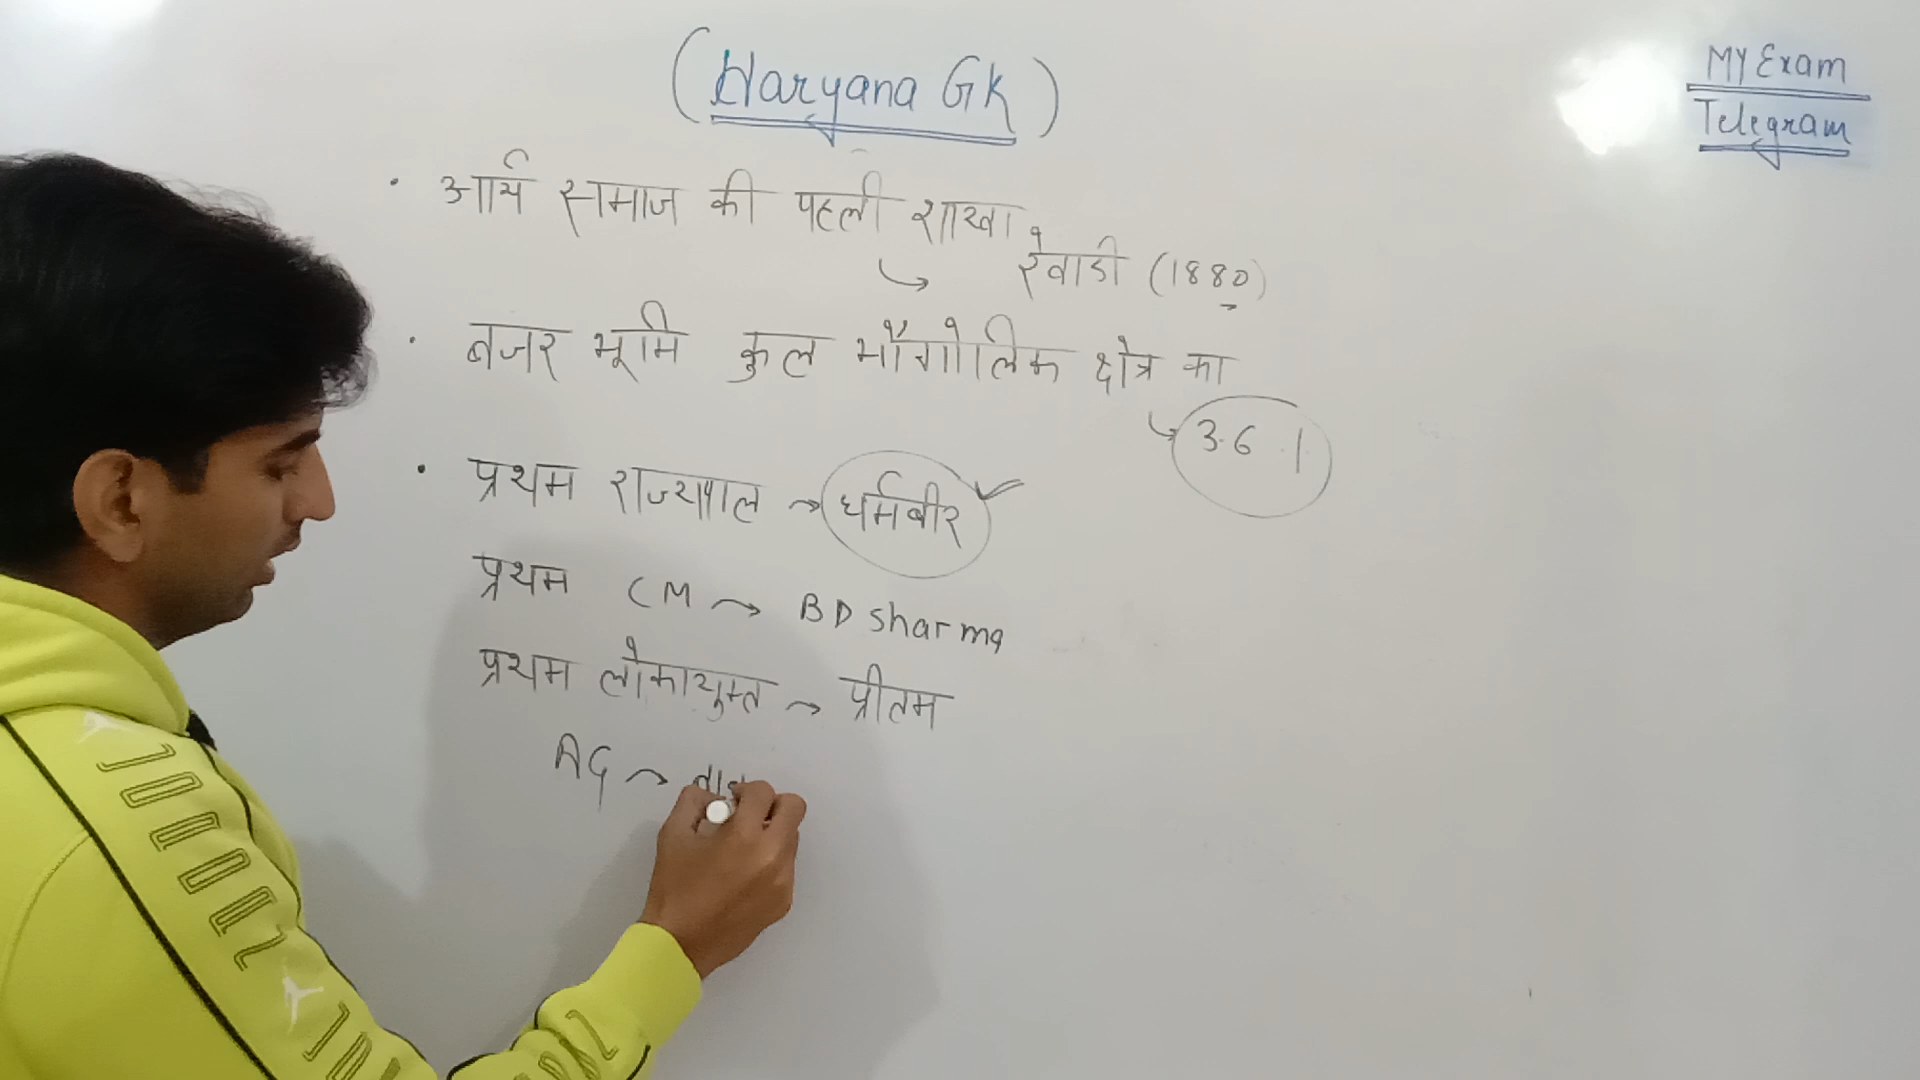 (Haryana GK)
MY Exam
Telegram
• आर्य समाज की पहली शाखा
↳ रेवाडी (1880)
• बजर भूमि कुल भौगोलिक क्षेत्र का
↳ 3.6 ./.
• प्रथम राज्यपाल → धर्मवीर ✓
प्रथम CM → BD sharma
प्रथम लोकायुक्त → प्रीतम
AG →